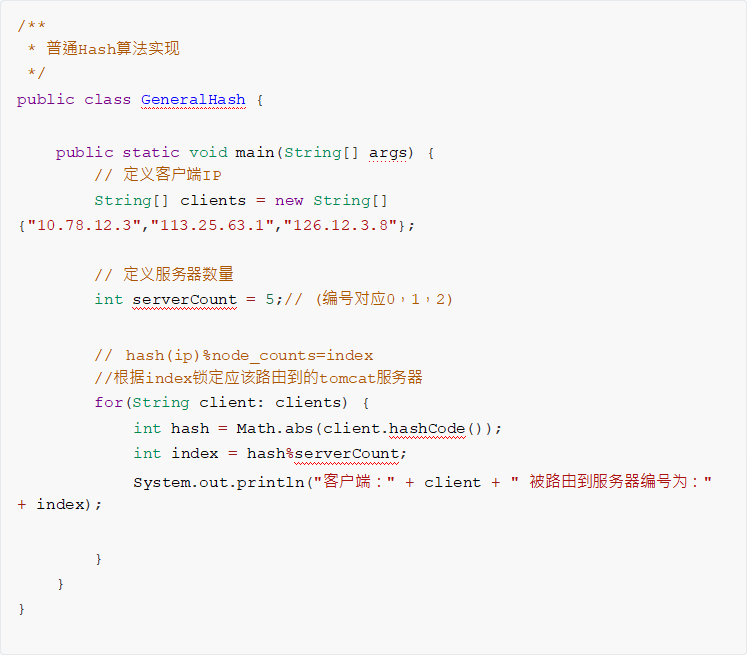 /**
 * 普通Hash算法实现
 */
public class GeneralHash {
    public static void main(String[] args) {
        // 定义客户端IP
        String[] clients = new String[]
{"10.78.12.3","113.25.63.1","126.12.3.8"};
        // 定义服务器数量
        int serverCount = 5;// (编号对应0，1，2)
        // hash(ip)%node_counts=index
        //根据index锁定应该路由到的tomcat服务器
        for(String client: clients) {
            int hash = Math.abs(client.hashCode());
            int index = hash%serverCount;
            System.out.println("客户端：" + client + " 被路由到服务器编号为："
+ index);
        }
    }
}